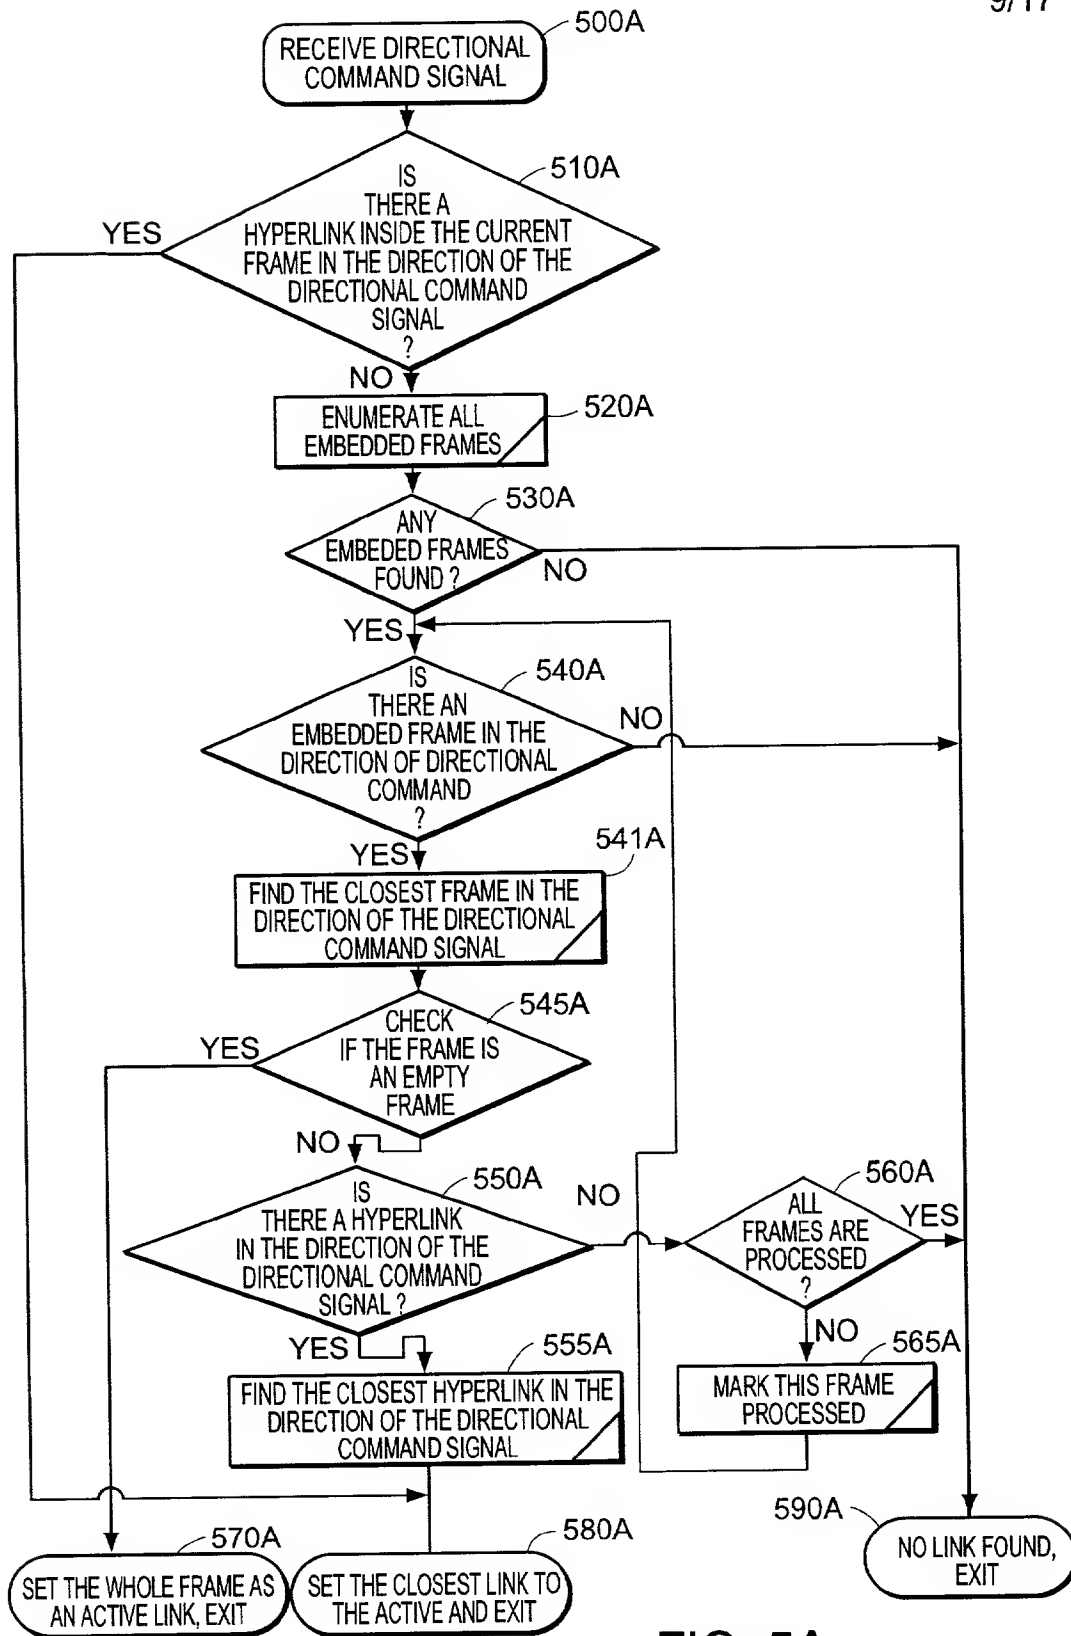 9/17
500A
RECEIVE DIRECTIONAL
COMMAND SIGNAL
510A
IS
THERE A
HYPERLINK INSIDE THE CURRENT
FRAME IN THE DIRECTION OF THE
DIRECTIONAL COMMAND
SIGNAL
?
YES
NO
520A
ENUMERATE ALL
EMBEDDED FRAMES
530A
ANY
EMBEDED FRAMES
FOUND ?
NO
YES
540A
IS
THERE AN
EMBEDDED FRAME IN THE
DIRECTION OF DIRECTIONAL
COMMAND
?
NO
YES
541A
FIND THE CLOSEST FRAME IN THE
DIRECTION OF THE DIRECTIONAL
COMMAND SIGNAL
545A
CHECK
IF THE FRAME IS
AN EMPTY
FRAME
YES
NO
550A
IS
THERE A HYPERLINK
IN THE DIRECTION OF THE
DIRECTIONAL COMMAND
SIGNAL ?
NO
560A
ALL
FRAMES ARE
PROCESSED
?
YES
NO
YES
555A
FIND THE CLOSEST HYPERLINK IN THE
DIRECTION OF THE DIRECTIONAL
COMMAND SIGNAL
565A
MARK THIS FRAME
PROCESSED
570A
SET THE WHOLE FRAME AS
AN ACTIVE LINK, EXIT
580A
SET THE CLOSEST LINK TO
THE ACTIVE AND EXIT
590A
NO LINK FOUND,
EXIT
FIG. 5A